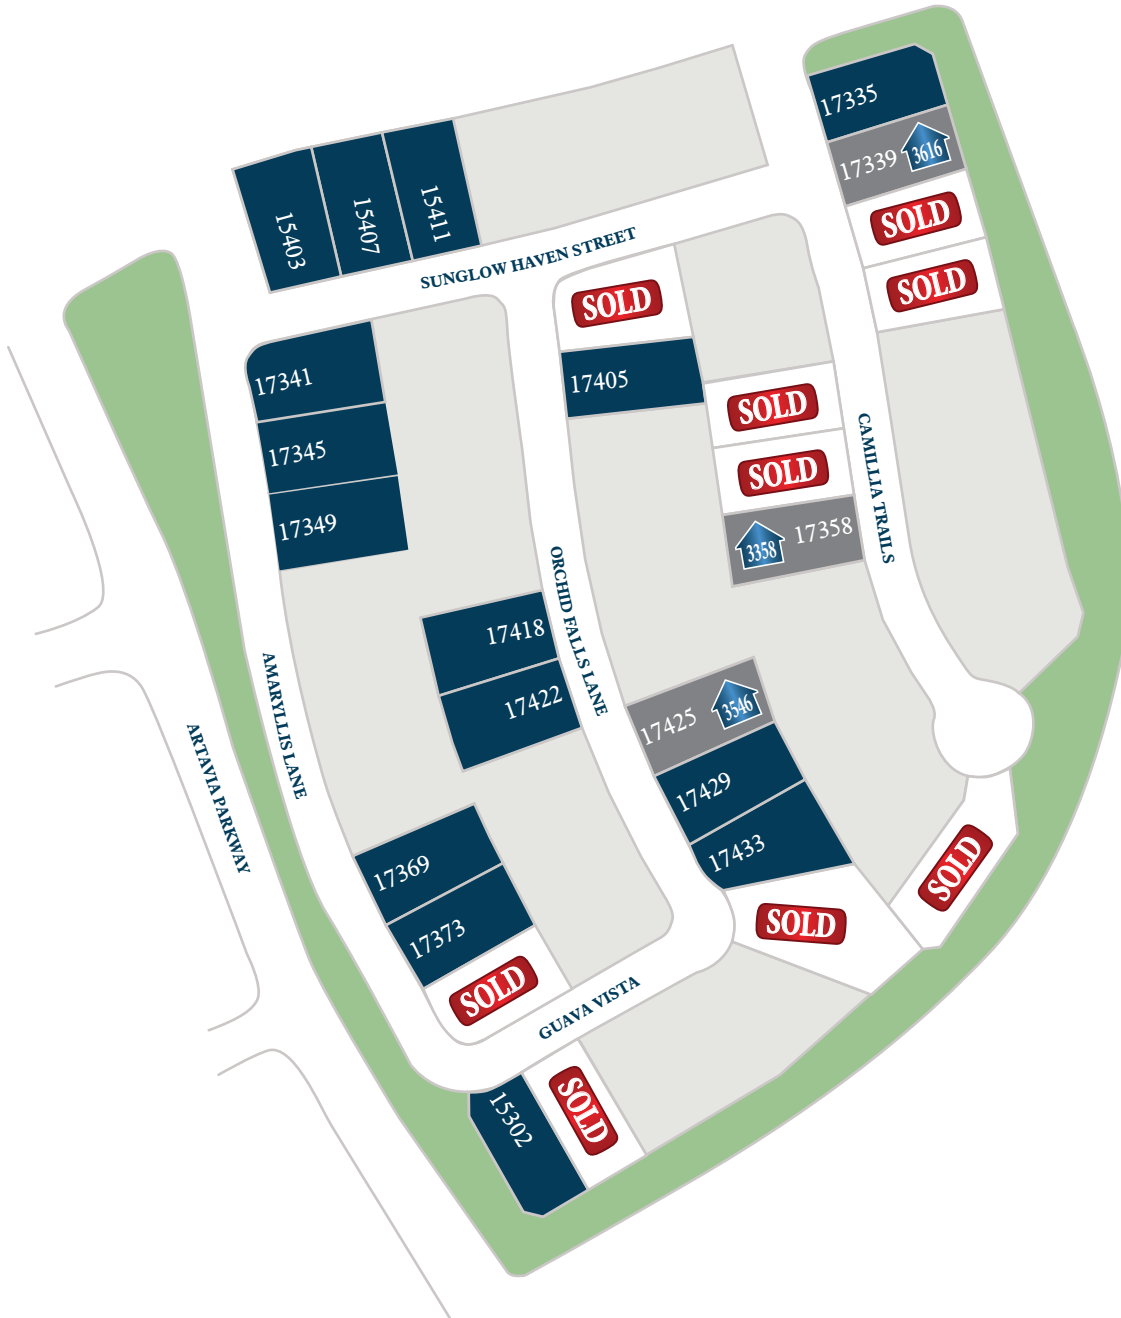 17335
17339
3616
SOLD
SOLD
15403
15407
15411
SUNGLOW HAVEN STREET
SOLD
17405
SOLD
SOLD
17358
3358
CAMILLIA TRAILS
17341
17345
17349
ORCHID FALLS LANE
17418
17422
AMARYLLIS LANE
ARTAVIA PARKWAY
17425
3546
17429
17433
SOLD
SOLD
17369
17373
SOLD
GUAVA VISTA
15302
SOLD